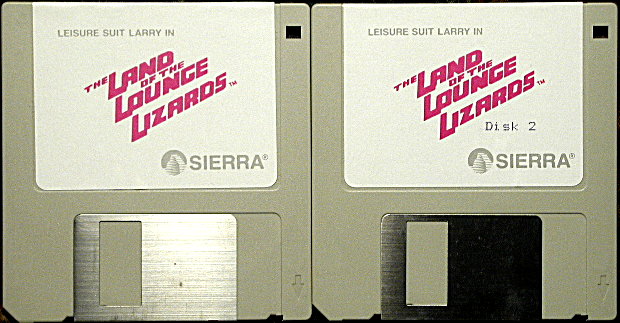 LEISURE SUIT LARRY IN
THE LAND
OF THE
LOUNGE
LIZARDS™
SIERRA®
LEISURE SUIT LARRY IN
THE LAND
OF THE
LOUNGE
LIZARDS™
Disk 2
SIERRA®